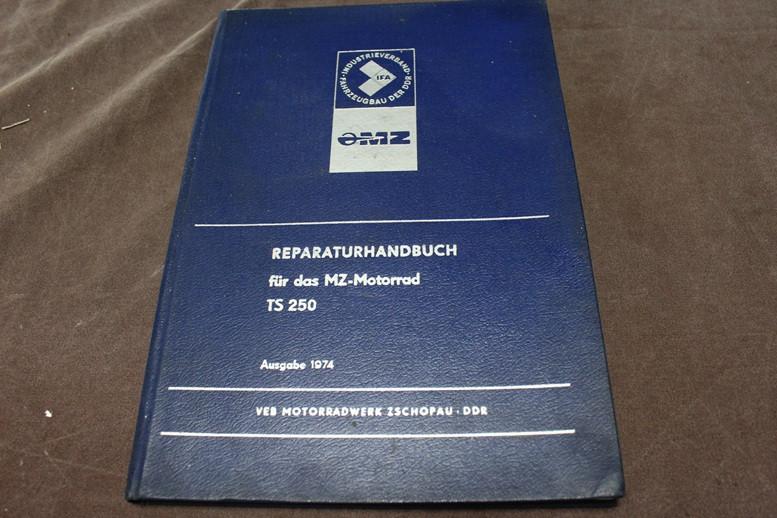 INDUSTRIEVERBAND
FAHRZEUGBAU DER DDR
IFA
MZ
REPARATURHANDBUCH
für das MZ-Motorrad
TS 250
Ausgabe 1974
VEB MOTORRADWERK ZSCHOPAU · DDR